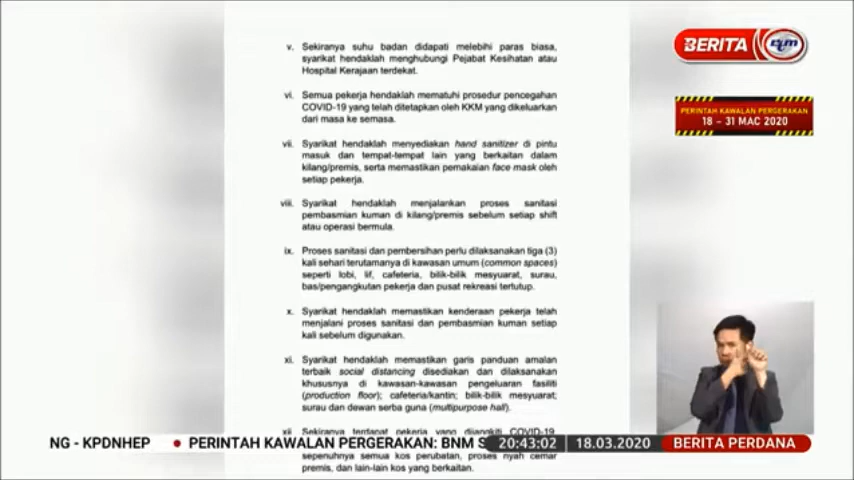 v. Sekiranya suhu badan didapati melebihi paras biasa,
syarikat hendaklah menghubungi Pejabat Kesihatan atau
Hospital Kerajaan terdekat.
vi. Semua pekerja hendaklah mematuhi prosedur pencegahan
COVID-19 yang telah ditetapkan oleh KKM yang dikeluarkan
dari masa ke semasa.
vii. Syarikat hendaklah menyediakan hand sanitizer di pintu
masuk dan tempat-tempat lain yang berkaitan dalam
kilang/premis, serta memastikan pemakaian face mask oleh
setiap pekerja.
viii. Syarikat hendaklah menjalankan proses sanitasi
pembasmian kuman di kilang/premis sebelum setiap shift
atau operasi bermula.
ix. Proses sanitasi dan pembersihan perlu dilaksanakan tiga (3)
kali sehari terutamanya di kawasan umum (common spaces)
seperti lobi, lif, cafeteria, bilik-bilik mesyuarat, surau,
bas/pengangkutan pekerja dan pusat rekreasi tertutup.
x. Syarikat hendaklah memastikan kenderaan pekerja telah
menjalani proses sanitasi dan pembasmian kuman setiap
kali sebelum digunakan.
xi. Syarikat hendaklah memastikan garis panduan amalan
terbaik social distancing disediakan dan dilaksanakan
khususnya di kawasan-kawasan pengeluaran fasiliti
(production floor); cafeteria/kantin; bilik-bilik mesyuarat;
surau dan dewan serba guna (multipurpose hall).
xii. Sekiranya terdapat pekerja yang dijangkiti COVID-19,
sepenuhnya semua kos perubatan, proses nyah cemar
premis, dan lain-lain kos yang berkaitan.
BERITA rtm
PERINTAH KAWALAN PERGERAKAN
18 – 31 MAC 2020
NG - KPDNHEP • PERINTAH KAWALAN PERGERAKAN: BNM S
20:43:02 18.03.2020 BERITA PERDANA